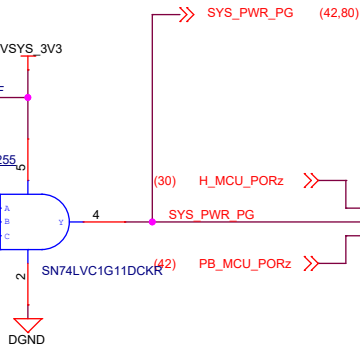 SYS_PWR_PG (42,80)
VSYS_3V3
F
255
5
(30) H_MCU_PORz
A
B
C
Y
4
SYS_PWR_PG
(42) PB_MCU_PORz
SN74LVC1G11DCKR
2
DGND